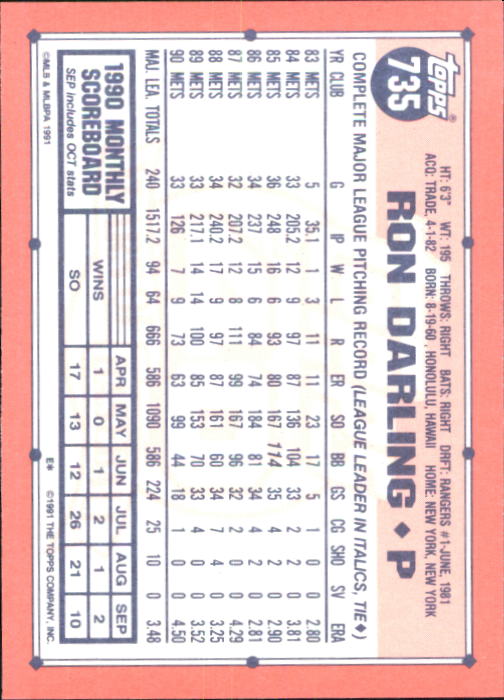 TOPPS®
735
HT: 6'3" WT: 195 THROWS: RIGHT BATS: RIGHT DRFT: RANGERS #1-JUNE, 1981
ACQ: TRADE, 4-1-82 BORN: 8-19-60, HONOLULU, HAWAII HOME: NEW YORK, NEW YORK
RON DARLING ◆ P
COMPLETE MAJOR LEAGUE PITCHING RECORD (LEAGUE LEADER IN ITALICS, TIE◆)
YR CLUB G IP W L R ER SO BB GS CG SHO SV ERA
83 METS 5 35.1 1 3 11 11 23 17 5 1 0 0 2.80
84 METS 33 205.2 12 9 97 87 136 104 33 2 2 0 3.81
85 METS 36 248 16 6 93 80 167 114 35 4 2 0 2.90
86 METS 34 237 15 6 84 74 184 81 34 4 2 0 2.81
87 METS 32 207.2 12 8 111 99 167 96 32 2 0 0 4.29
88 METS 34 240.2 17 9 97 87 161 60 34 7 4 0 3.25
89 METS 33 217.1 14 14 100 85 153 70 33 4 0 0 3.52
90 METS 33 126 7 9 73 63 99 44 18 1 0 0 4.50
MAJ. LEA. TOTALS 240 1517.2 94 64 666 586 1090 586 224 25 10 0 3.48
1990 MONTHLY SCOREBOARD
SEP includes OCT stats
APR MAY JUN JUL AUG SEP
WINS 1 0 1 2 1 2
SO 17 13 12 26 21 10
©MLB & MLBPA 1991 E* ©1991 THE TOPPS COMPANY, INC.